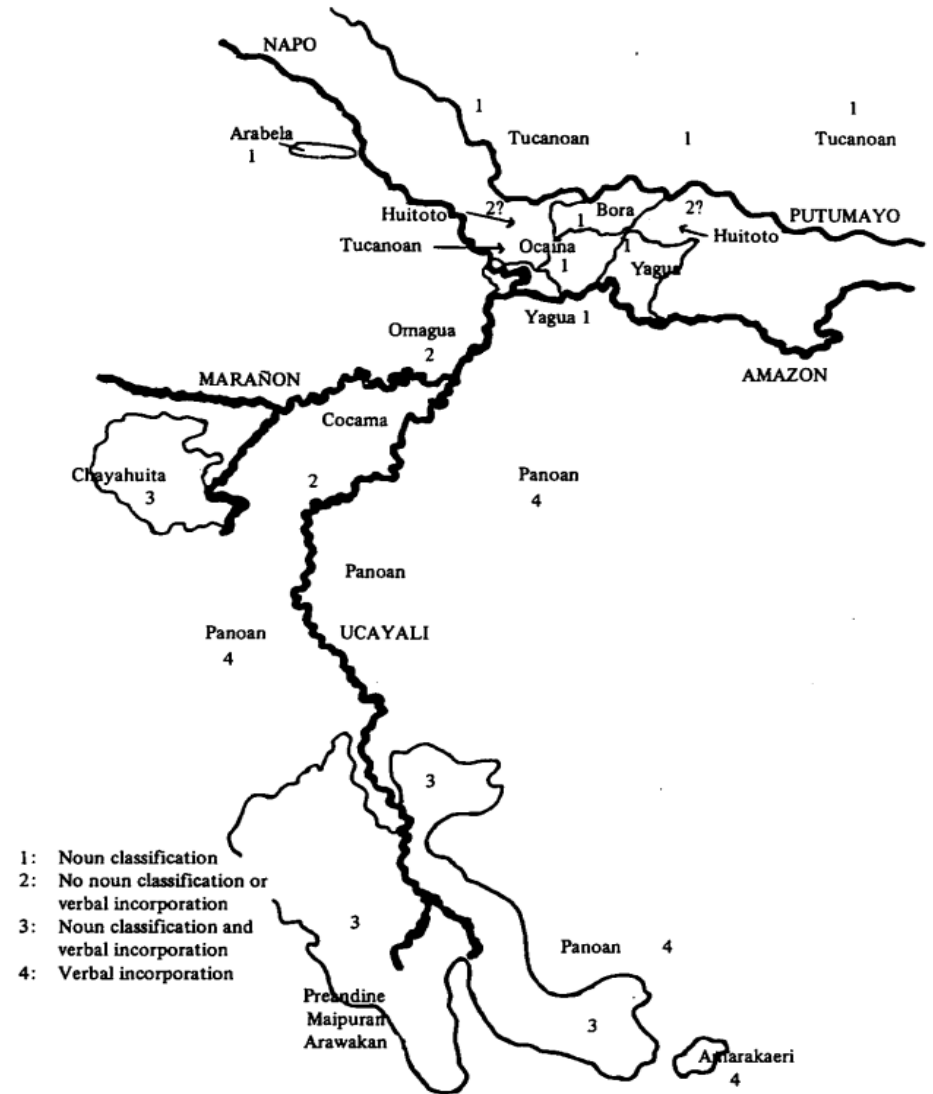 NAPO
1
1
Arabela
1
Tucanoan
1
Tucanoan
Huitoto
2?
Bora
1
2?
PUTUMAYO
Huitoto
Tucanoan
Ocaina
1
1
Yagua
Yagua 1
Omagua
2
MARAÑON
AMAZON
Cocama
Chayahuita
3
2
Panoan
4
Panoan
Panoan
4
UCAYALI
3
1: Noun classification
2: No noun classification or
verbal incorporation
3: Noun classification and
verbal incorporation
4: Verbal incorporation
3
Panoan 4
Preandine
Maipuran
Arawakan
3
Amarakaeri
4